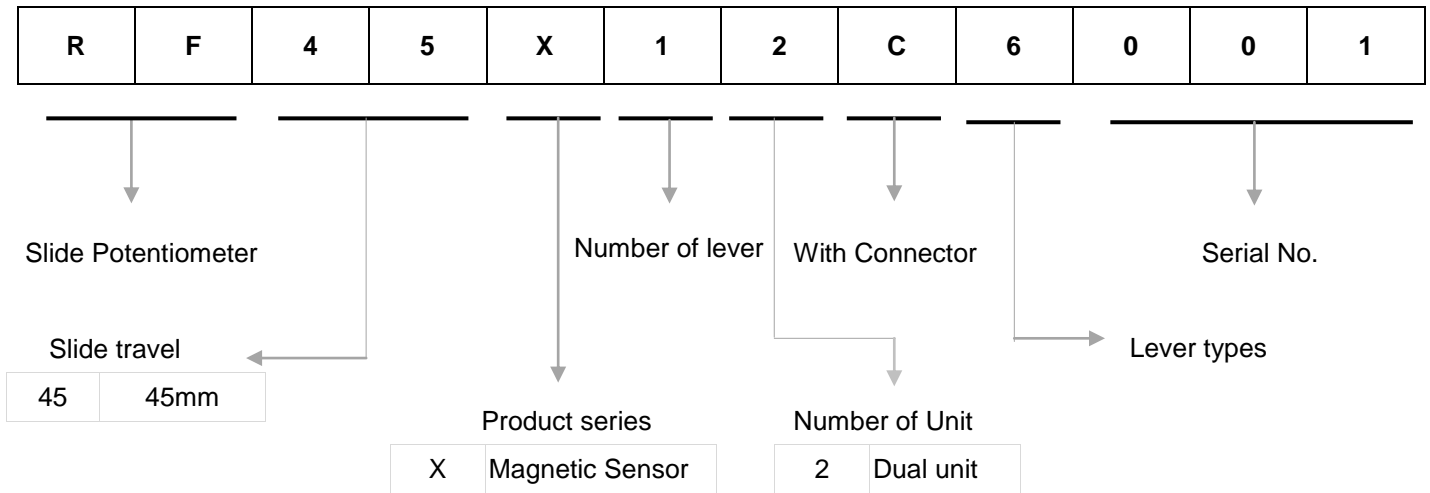 R F 4 5 X 1 2 C 6 0 0 1
Slide Potentiometer
Number of lever
With Connector
Serial No.
Slide travel
45 45mm
Lever types
Product series
X Magnetic Sensor
Number of Unit
2 Dual unit